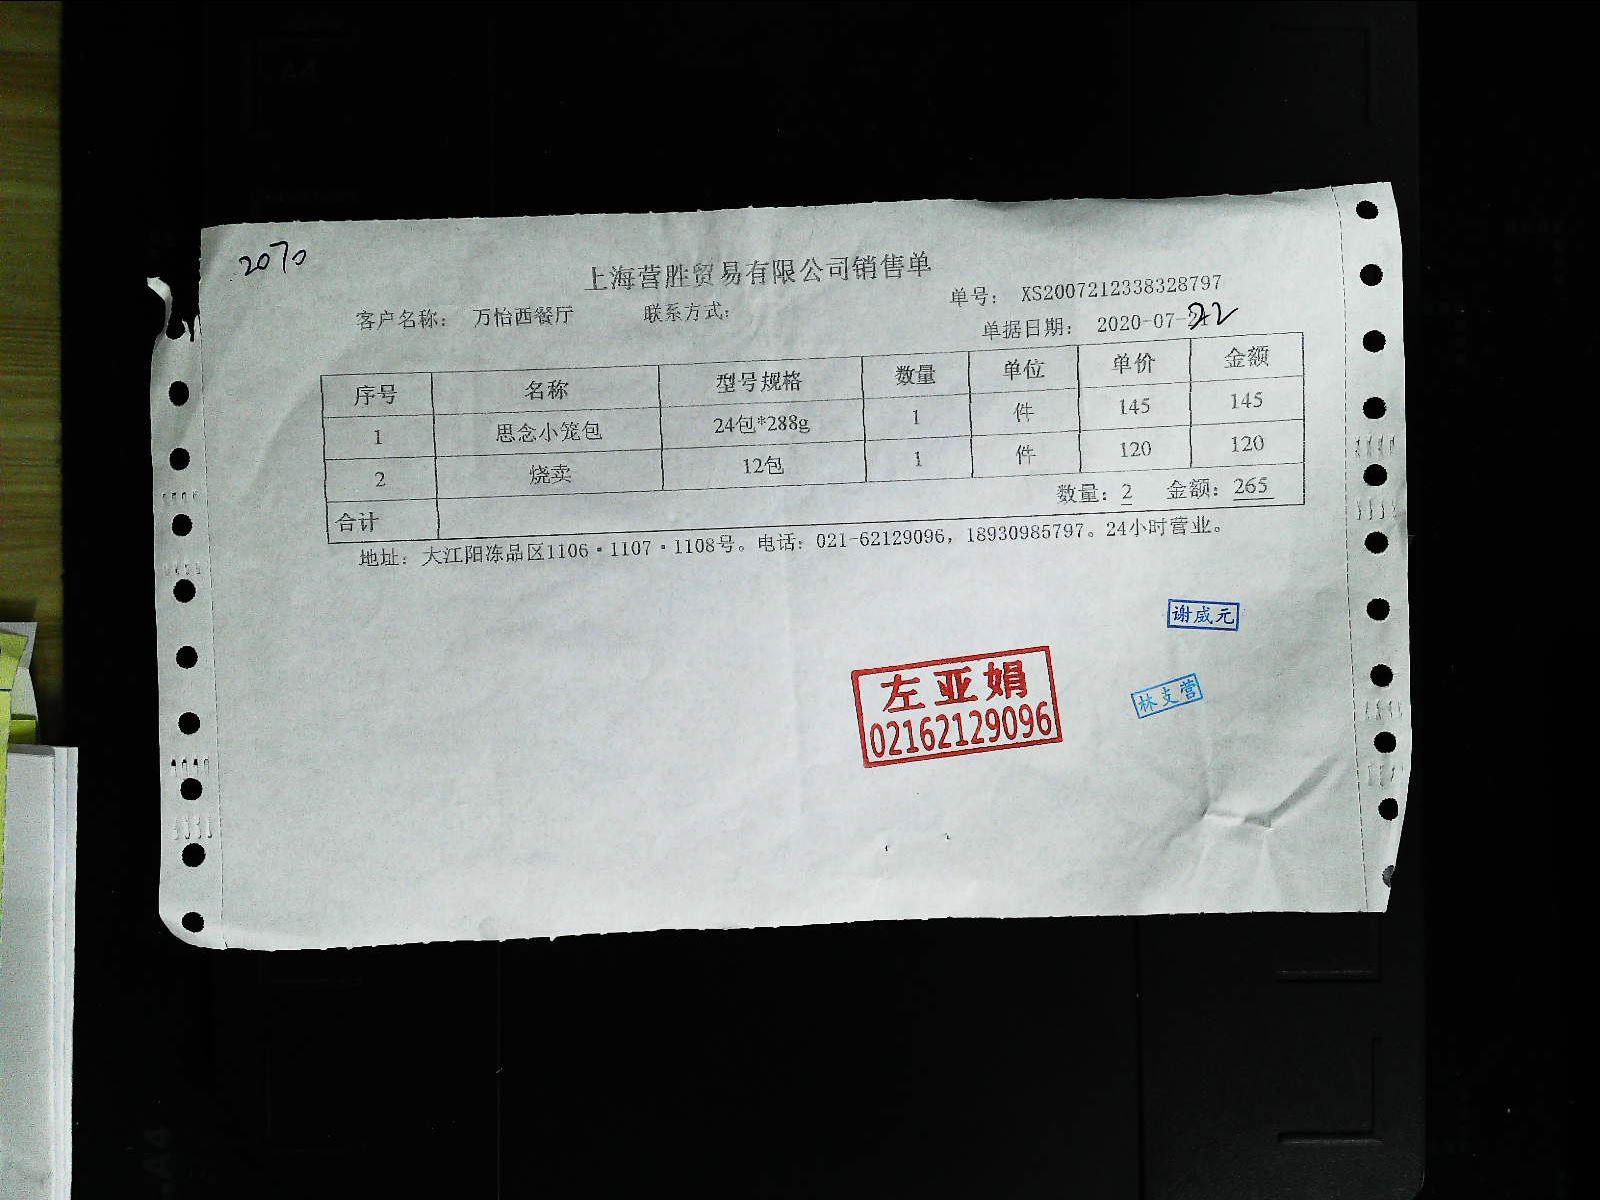 2070
上海营胜贸易有限公司销售单
单号： XS2007212338328797
客户名称： 万怡西餐厅 联系方式：
单据日期： 2020-07-22
序号 名称 型号规格 数量 单位 单价 金额
1 思念小笼包 24包*288g 1 件 145 145
2 烧卖 12包 1 件 120 120
合计 数量：2 金额：265
地址：大江阳冻品区1106·1107·1108号。电话：021-62129096，18930985797。24小时营业。
谢威元
左亚娟
02162129096
林支营